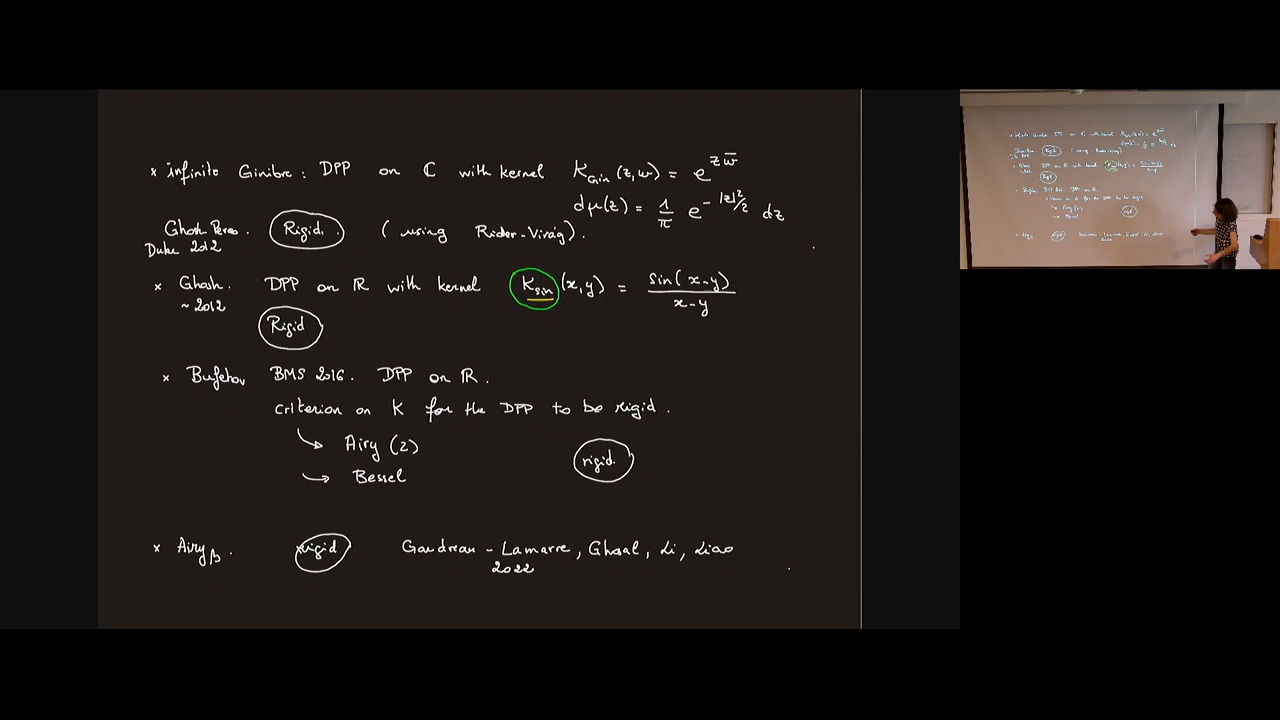 * infinite Ginibre : DPP on C with kernel K_Gin (z,w) = e^{z w̄}
dμ(z) = 1/π e^{-|z|²/2} dz
Ghosh Peres. Rigid. ( using Rider-Virág).
Duke 2012
* Ghosh. DPP on ℝ with kernel K_sin (x,y) = sin(x-y) / x-y
~ 2012
Rigid
* Bufetov BMS 2016. DPP on ℝ.
criterion on K for the DPP to be rigid.
↳ Airy (2)
→ Bessel
rigid.
* Airy_β. rigid Gaudreau - Lamarre, Ghosal, Li, Liao
2022